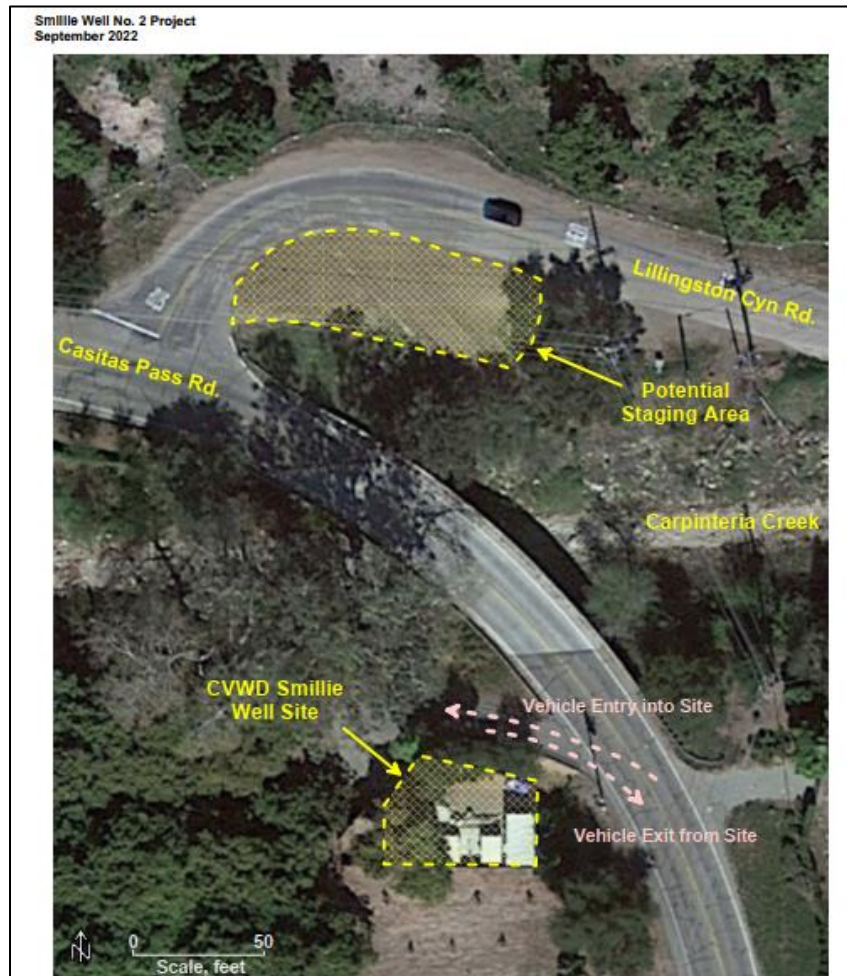 Smillie Well No. 2 Project
September 2022
Lillingston Cyn Rd.
Casitas Pass Rd.
Potential
Staging Area
Carpinteria Creek
CVWD Smillie
Well Site
Vehicle Entry into Site
Vehicle Exit from Site
N
0 50
Scale, feet